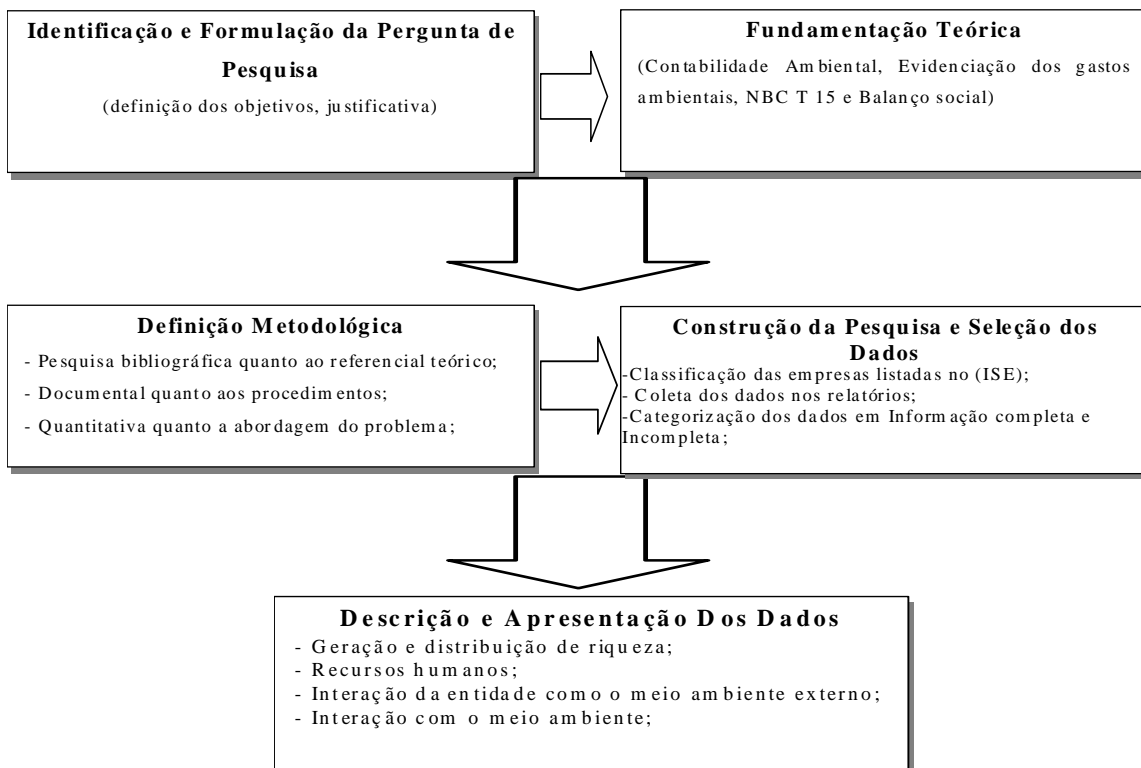 Identificação e Formulação da Pergunta de
Pesquisa
(definição dos objetivos, justificativa)
Fundamentação Teórica
(Contabilidade Ambiental, Evidenciação dos gastos
ambientais, NBC T 15 e Balanço social)
Definição Metodológica
- Pesquisa bibliográfica quanto ao referencial teórico;
- Documental quanto aos procedimentos;
- Quantitativa quanto a abordagem do problema;
Construção da Pesquisa e Seleção dos
Dados
-Classificação das empresas listadas no (ISE);
- Coleta dos dados nos relatórios;
-Categorização dos dados em Informação completa e
Incompleta;
Descrição e Apresentação Dos Dados
- Geração e distribuição de riqueza;
- Recursos humanos;
- Interação da entidade como o meio ambiente externo;
- Interação com o meio ambiente;